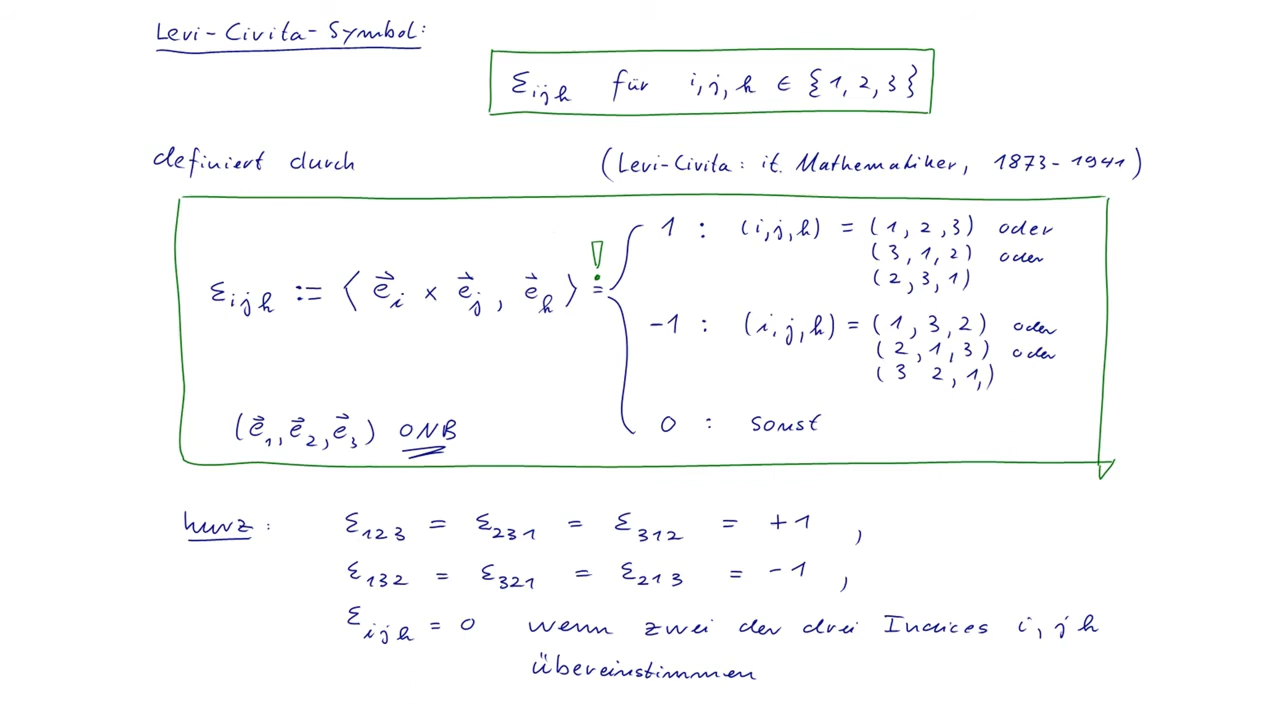 Levi-Civita-Symbol:
ε_ijk für i, j, k ∈ {1, 2, 3}
definiert durch (Levi-Civita: it. Mathematiker, 1873-1941)
1 : (i,j,k) = (1, 2, 3) oder
(3, 1, 2) oder
(2, 3, 1)
ε_ijk := ⟨ e⃗_i × e⃗_j , e⃗_k ⟩ != {
-1 : (i, j, k) = (1, 3, 2) oder
(2, 1, 3) oder
(3 2, 1,)
0 : sonst
(e⃗_1, e⃗_2, e⃗_3) ONB
kurz: ε_123 = ε_231 = ε_312 = +1 ,
ε_132 = ε_321 = ε_213 = -1 ,
ε_ijk = 0 wenn zwei der drei Indices i, j k
übereinstimmen